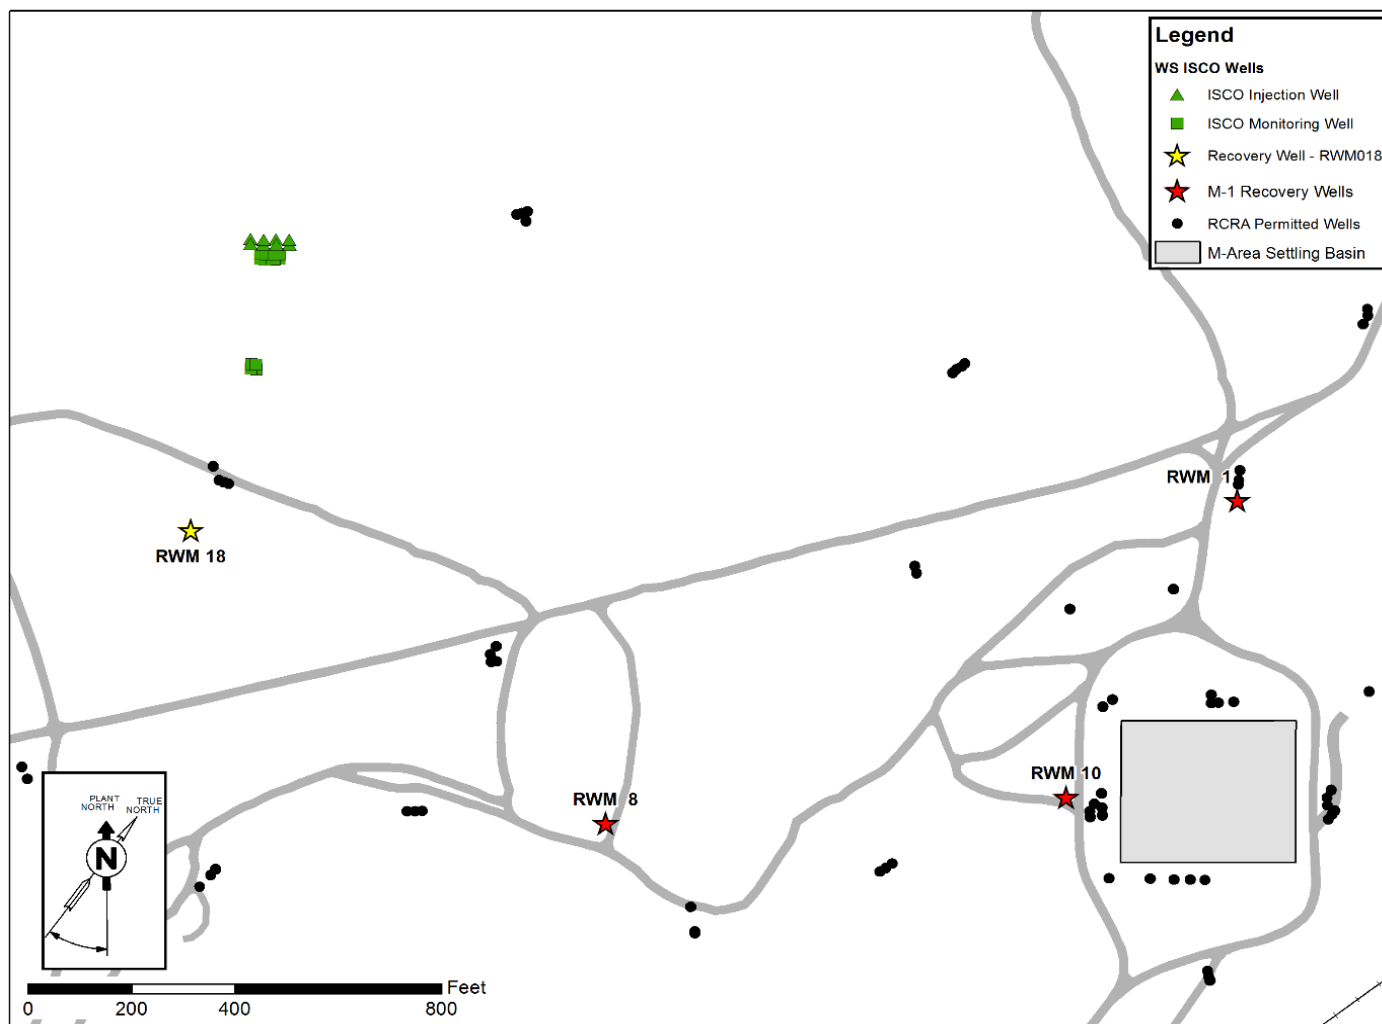 Legend
WS ISCO Wells
ISCO Injection Well
ISCO Monitoring Well
Recovery Well - RWM018
M-1 Recovery Wells
RCRA Permitted Wells
M-Area Settling Basin
RWM 1
RWM 18
RWM 10
RWM 8
PLANT NORTH
TRUE NORTH
N
Feet
0 200 400 800